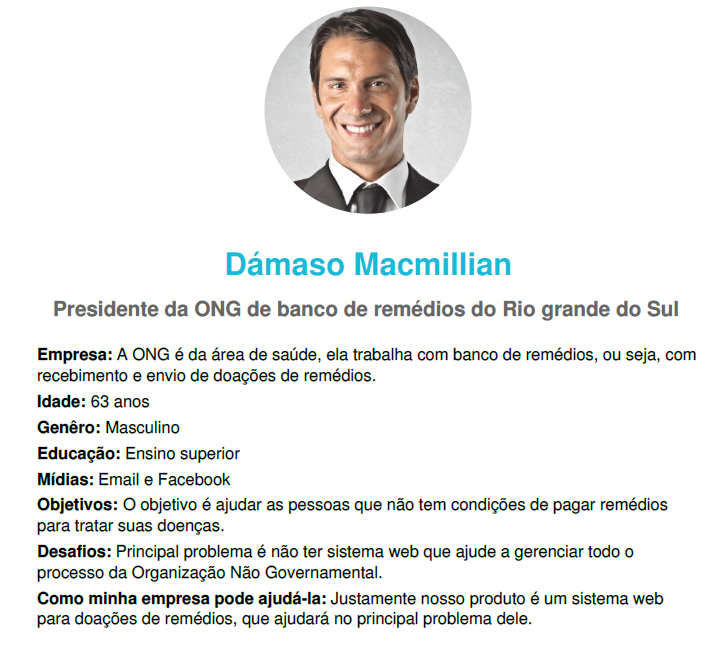 Dámaso Macmillian
Presidente da ONG de banco de remédios do Rio grande do Sul
Empresa: A ONG é da área de saúde, ela trabalha com banco de remédios, ou seja, com
recebimento e envio de doações de remédios.
Idade: 63 anos
Genêro: Masculino
Educação: Ensino superior
Mídias: Email e Facebook
Objetivos: O objetivo é ajudar as pessoas que não tem condições de pagar remédios
para tratar suas doenças.
Desafios: Principal problema é não ter sistema web que ajude a gerenciar todo o
processo da Organização Não Governamental.
Como minha empresa pode ajudá-la: Justamente nosso produto é um sistema web
para doações de remédios, que ajudará no principal problema dele.